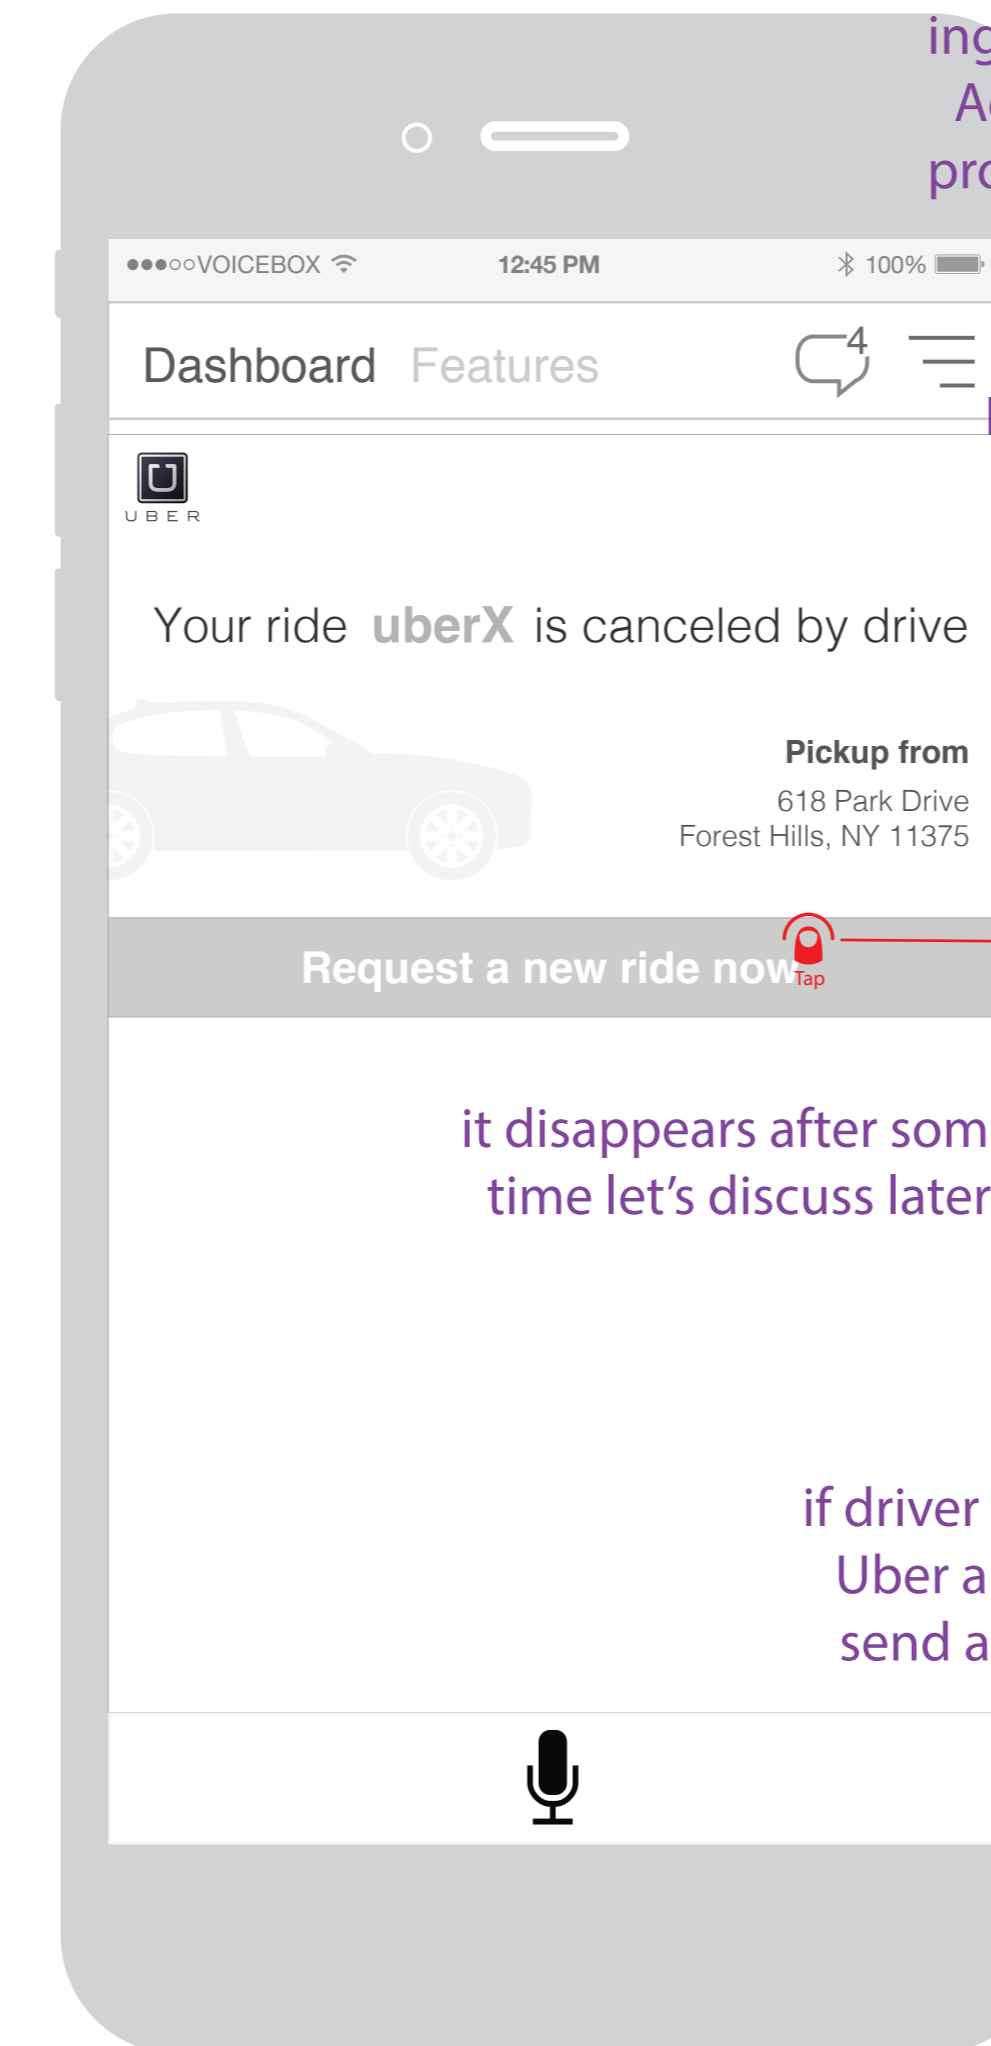 ing
Ac
pro
VOICEBOX 12:45 PM 100%
Dashboard Features 4
UBER
Your ride uberX is canceled by drive
Pickup from
618 Park Drive
Forest Hills, NY 11375
Request a new ride now
Tap
it disappears after som
time let’s discuss later
if driver
Uber a
send a